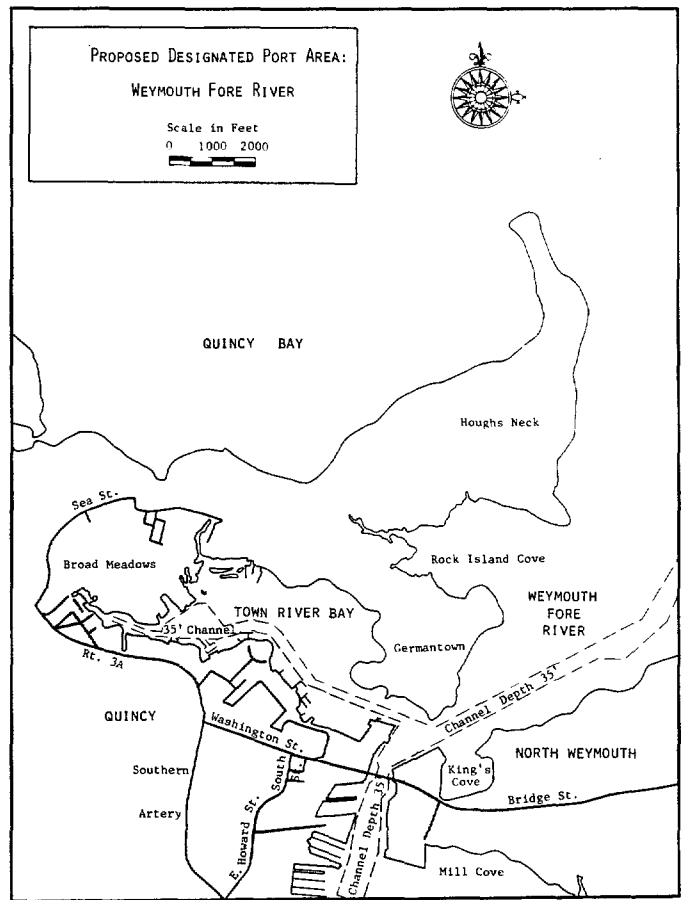 PROPOSED DESIGNATED PORT AREA:
WEYMOUTH FORE RIVER
Scale in Feet
0 1000 2000
QUINCY BAY
Houghs Neck
Sea St.
Broad Meadows
Rock Island Cove
TOWN RIVER BAY
WEYMOUTH
FORE
RIVER
35' Channel
Germantown
Rt. 3A
Channel Depth 35'
QUINCY
Washington St.
NORTH WEYMOUTH
King's
Cove
Southern
Artery
South
St.
Bridge St.
E. Howard St.
Channel Depth 35'
Mill Cove